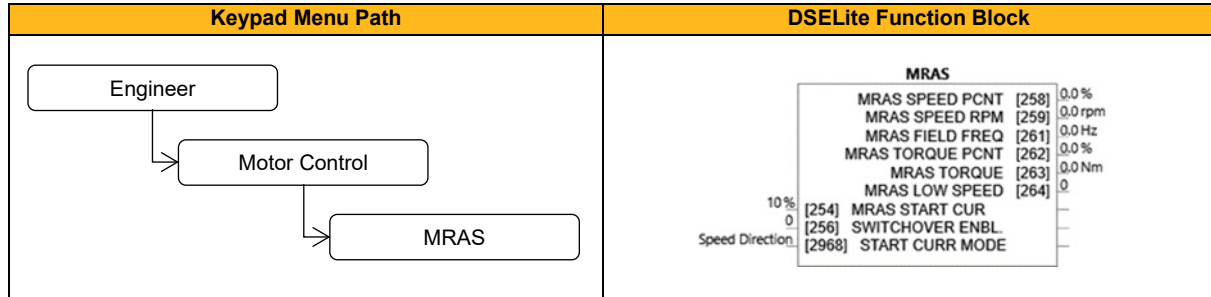 Keypad Menu Path
DSELite Function Block
Engineer
Motor Control
MRAS
MRAS
MRAS SPEED PCNT [258] 0.0 %
MRAS SPEED RPM [259] 0.0 rpm
MRAS FIELD FREQ [261] 0.0 Hz
MRAS TORQUE PCNT [262] 0.0 %
MRAS TORQUE [263] 0.0 Nm
MRAS LOW SPEED [264] 0
10 % [254] MRAS START CUR
0 [256] SWITCHOVER ENBL.
Speed Direction [2968] START CURR MODE